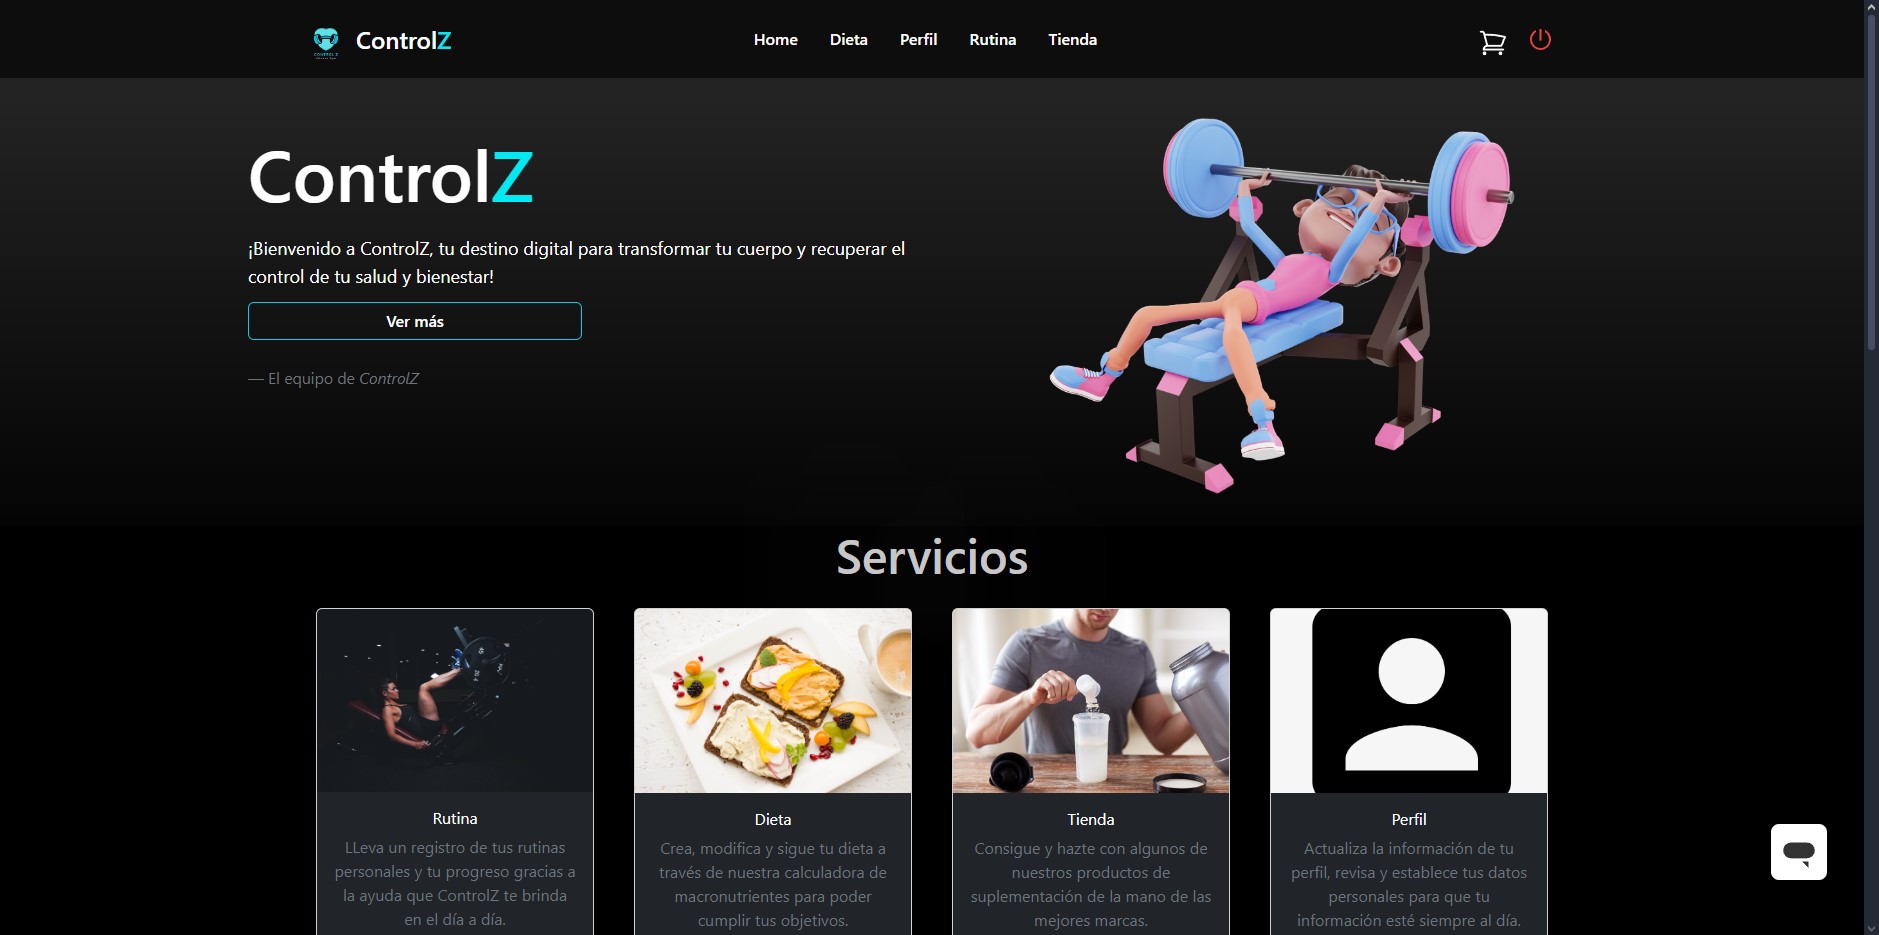 ControlZ
Home
Dieta
Perfil
Rutina
Tienda
ControlZ
¡Bienvenido a ControlZ, tu destino digital para transformar tu cuerpo y recuperar el
control de tu salud y bienestar!
Ver más
— El equipo de ControlZ
Servicios
Rutina
LLeva un registro de tus rutinas
personales y tu progreso gracias a
la ayuda que ControlZ te brinda
en el día a día.
Dieta
Crea, modifica y sigue tu dieta a
través de nuestra calculadora de
macronutrientes para poder
cumplir tus objetivos.
Tienda
Consigue y hazte con algunos de
nuestros productos de
suplementación de la mano de las
mejores marcas.
Perfil
Actualiza la información de tu
perfil, revisa y establece tus datos
personales para que tu
información esté siempre al día.